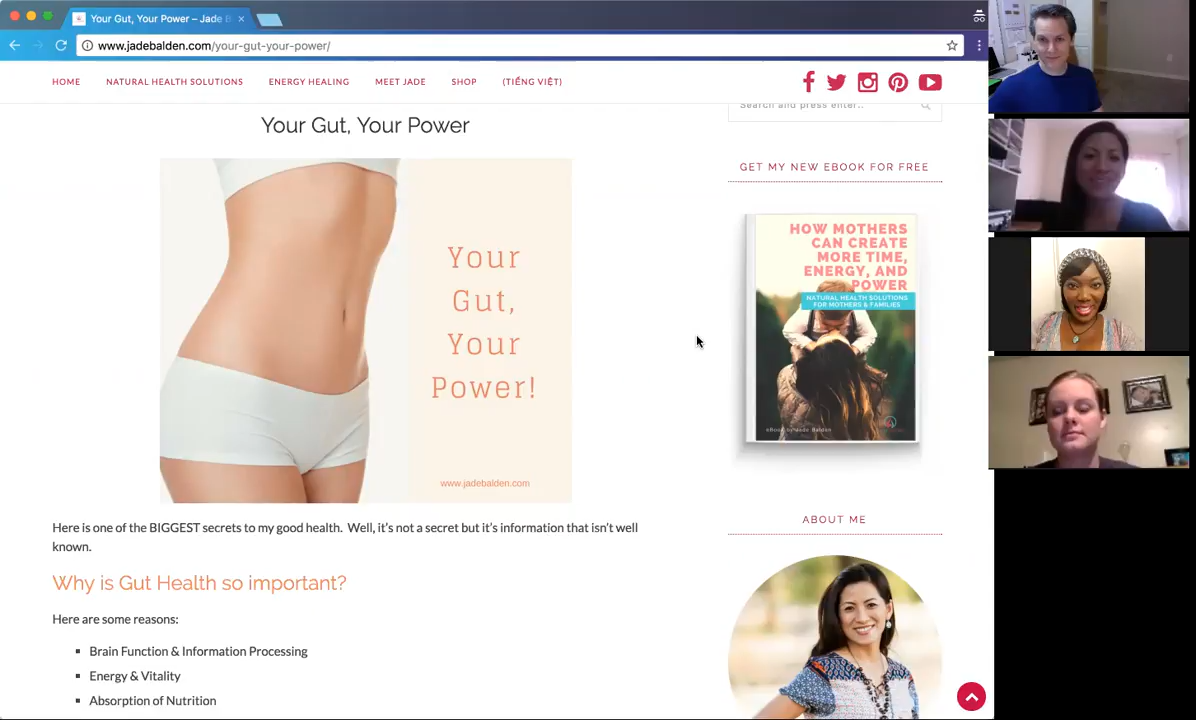 Your Gut, Your Power – Jade B
www.jadebalden.com/your-gut-your-power/
HOME NATURAL HEALTH SOLUTIONS ENERGY HEALING MEET JADE SHOP (TIẾNG VIỆT)
Search and press enter..
Your Gut, Your Power
Your
Gut,
Your
Power!
www.jadebalden.com
Here is one of the BIGGEST secrets to my good health. Well, it's not a secret but it's information that isn't well
known.
Why is Gut Health so important?
Here are some reasons:
Brain Function & Information Processing
Energy & Vitality
Absorption of Nutrition
GET MY NEW EBOOK FOR FREE
HOW MOTHERS
CAN CREATE
MORE TIME,
ENERGY, AND
POWER
NATURAL HEALTH SOLUTIONS
FOR MOTHERS & FAMILIES
eBook by Jade Balden
ABOUT ME